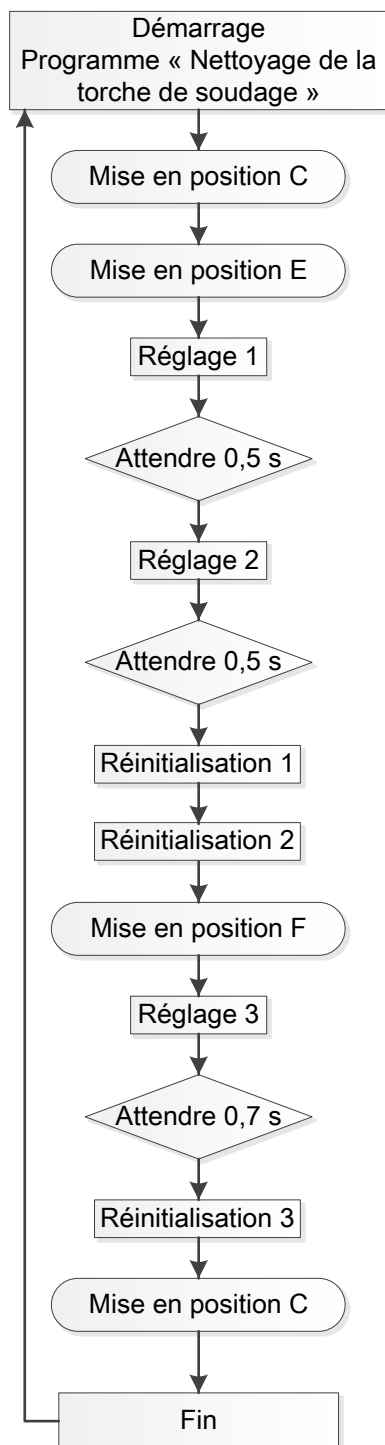 Démarrage
Programme « Nettoyage de la
torche de soudage »
Mise en position C
Mise en position E
Réglage 1
Attendre 0,5 s
Réglage 2
Attendre 0,5 s
Réinitialisation 1
Réinitialisation 2
Mise en position F
Réglage 3
Attendre 0,7 s
Réinitialisation 3
Mise en position C
Fin